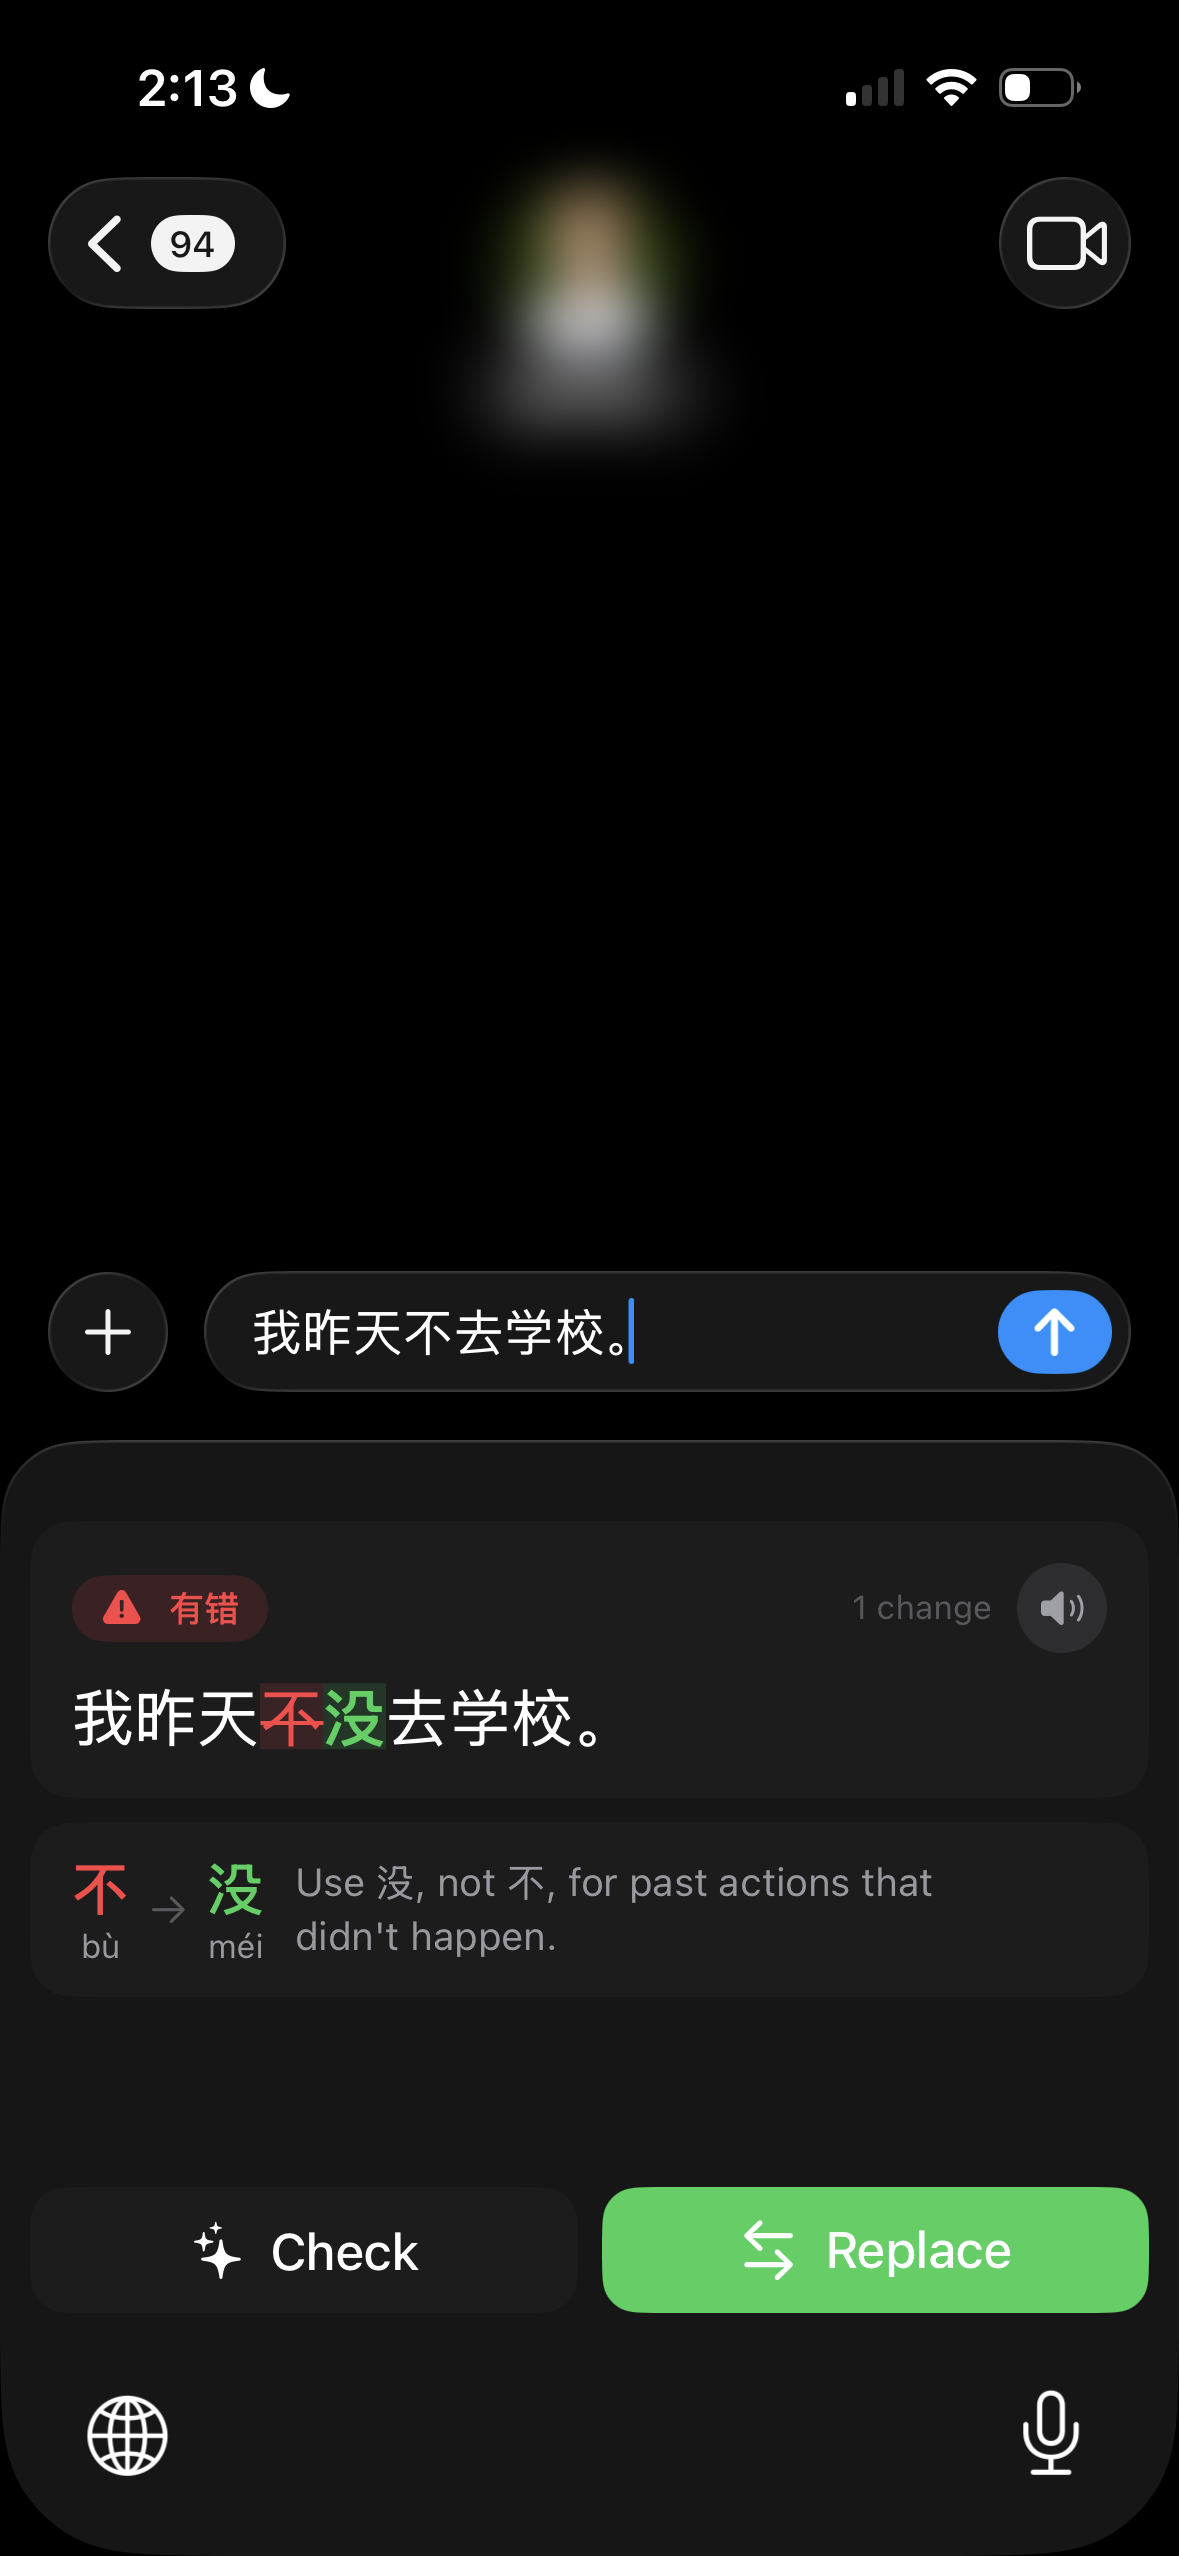 2:13
94
我昨天不去学校。
有错
1 change
我昨天不没去学校。
不 → 没
bù méi
Use 没, not 不, for past actions that
didn't happen.
Check
Replace